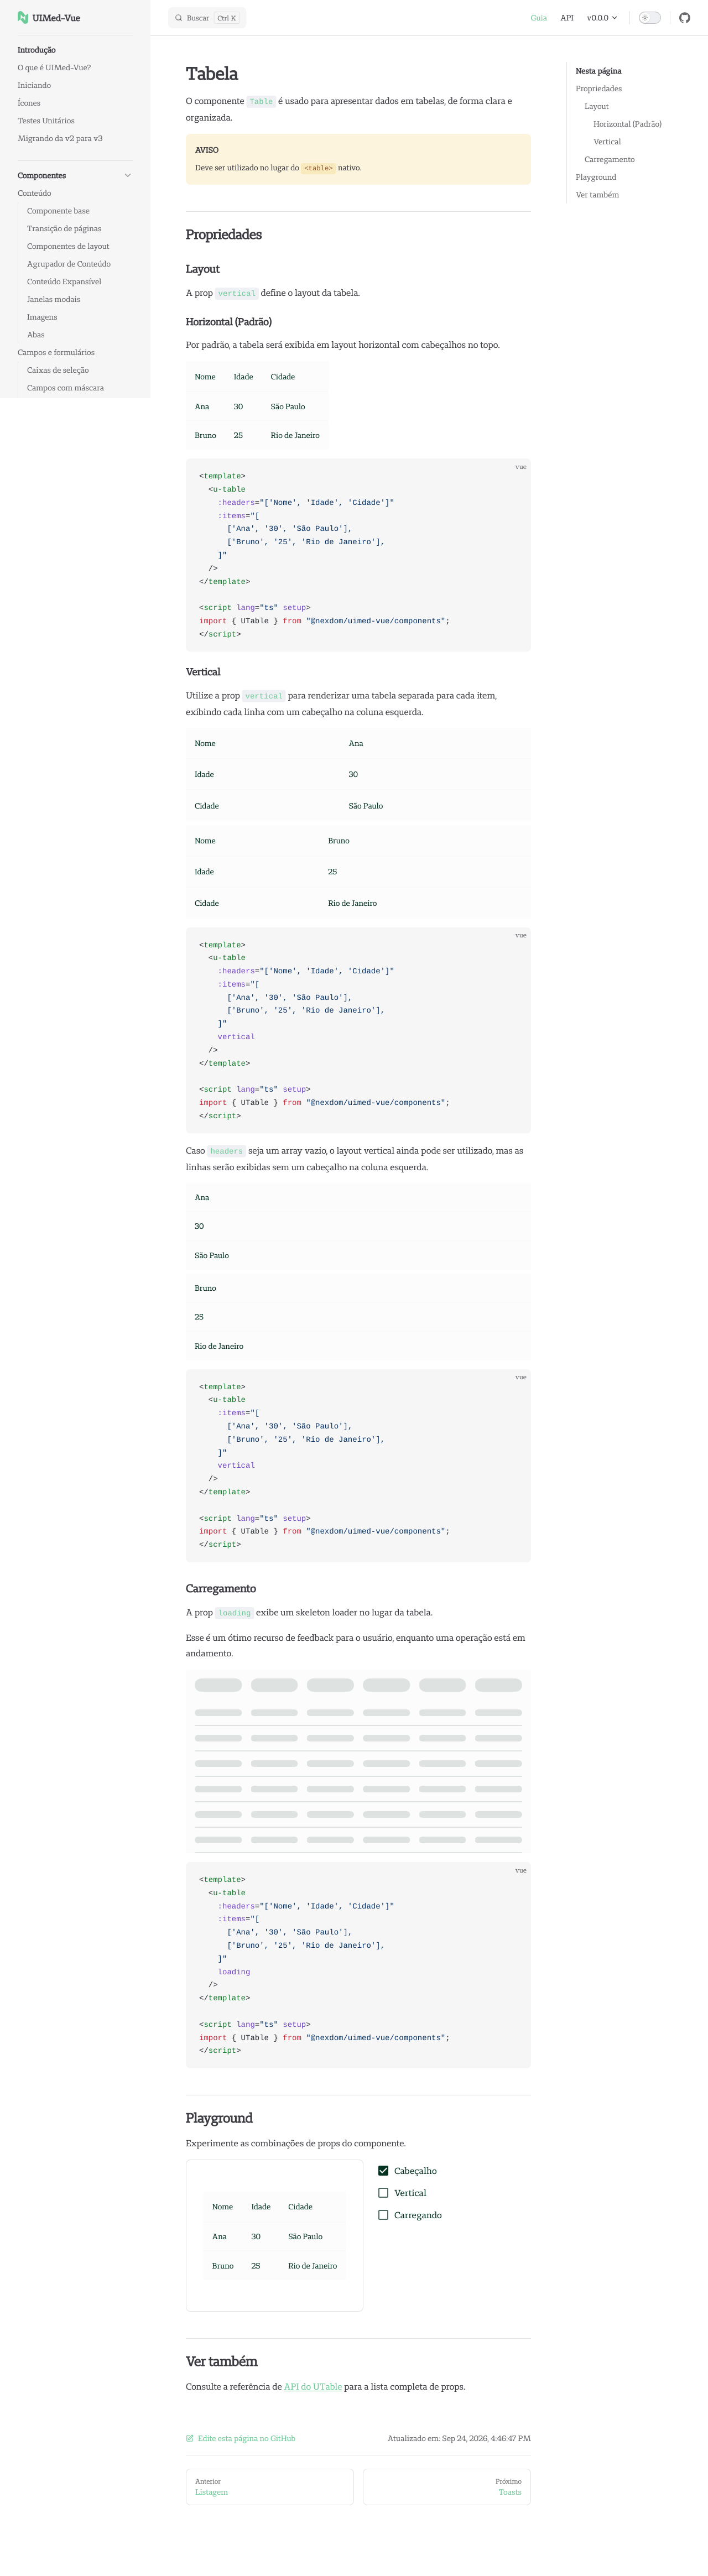 UIMed-Vue
Buscar Ctrl K
Guia API v0.0.0
Introdução
O que é UIMed-Vue?
Iniciando
Ícones
Testes Unitários
Migrando da v2 para v3
Componentes
Conteúdo
Componente base
Transição de páginas
Componentes de layout
Agrupador de Conteúdo
Conteúdo Expansível
Janelas modais
Imagens
Abas
Campos e formulários
Caixas de seleção
Campos com máscara
Tabela
O componente Table é usado para apresentar dados em tabelas, de forma clara e
organizada.
AVISO
Deve ser utilizado no lugar do <table> nativo.
Propriedades
Layout
A prop vertical define o layout da tabela.
Horizontal (Padrão)
Por padrão, a tabela será exibida em layout horizontal com cabeçalhos no topo.
Nome Idade Cidade
Ana 30 São Paulo
Bruno 25 Rio de Janeiro
vue
<template>
  <u-table
    :headers="['Nome', 'Idade', 'Cidade']"
    :items="[
      ['Ana', '30', 'São Paulo'],
      ['Bruno', '25', 'Rio de Janeiro'],
    ]"
  />
</template>
<script lang="ts" setup>
import { UTable } from "@nexdom/uimed-vue/components";
</script>
Vertical
Utilize a prop vertical para renderizar uma tabela separada para cada item,
exibindo cada linha com um cabeçalho na coluna esquerda.
Nome Ana
Idade 30
Cidade São Paulo
Nome Bruno
Idade 25
Cidade Rio de Janeiro
vue
<template>
  <u-table
    :headers="['Nome', 'Idade', 'Cidade']"
    :items="[
      ['Ana', '30', 'São Paulo'],
      ['Bruno', '25', 'Rio de Janeiro'],
    ]"
    vertical
  />
</template>
<script lang="ts" setup>
import { UTable } from "@nexdom/uimed-vue/components";
</script>
Caso headers seja um array vazio, o layout vertical ainda pode ser utilizado, mas as
linhas serão exibidas sem um cabeçalho na coluna esquerda.
Ana
30
São Paulo
Bruno
25
Rio de Janeiro
vue
<template>
  <u-table
    :items="[
      ['Ana', '30', 'São Paulo'],
      ['Bruno', '25', 'Rio de Janeiro'],
    ]"
    vertical
  />
</template>
<script lang="ts" setup>
import { UTable } from "@nexdom/uimed-vue/components";
</script>
Carregamento
A prop loading exibe um skeleton loader no lugar da tabela.
Esse é um ótimo recurso de feedback para o usuário, enquanto uma operação está em
andamento.
vue
<template>
  <u-table
    :headers="['Nome', 'Idade', 'Cidade']"
    :items="[
      ['Ana', '30', 'São Paulo'],
      ['Bruno', '25', 'Rio de Janeiro'],
    ]"
    loading
  />
</template>
<script lang="ts" setup>
import { UTable } from "@nexdom/uimed-vue/components";
</script>
Playground
Experimente as combinações de props do componente.
Nome Idade Cidade
Ana 30 São Paulo
Bruno 25 Rio de Janeiro
Cabeçalho
Vertical
Carregando
Ver também
Consulte a referência de API do UTable para a lista completa de props.
Edite esta página no GitHub
Atualizado em: Sep 24, 2026, 4:46:47 PM
Anterior
Listagem
Próximo
Toasts
Nesta página
Propriedades
Layout
Horizontal (Padrão)
Vertical
Carregamento
Playground
Ver também